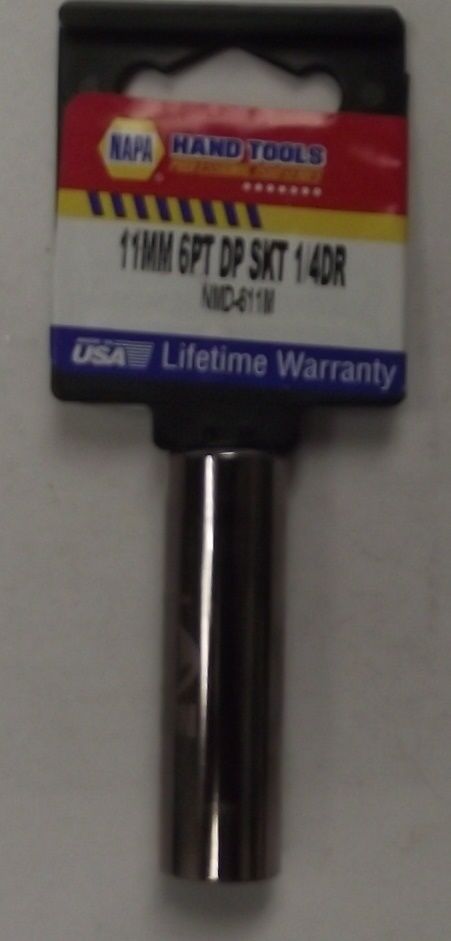 NAPA
HAND TOOLS
11MM 6PT DP SKT 1/4DR
NMD-611M
USA
Lifetime Warranty